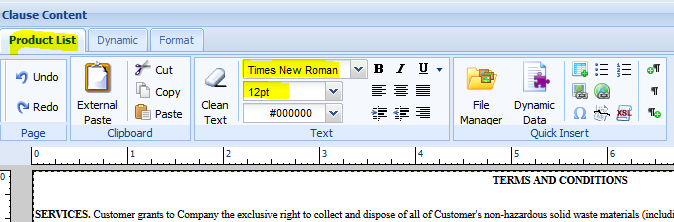 Clause Content
Product List Dynamic Format
Undo
Redo
Page
External Paste
Cut
Copy
Paste
Clipboard
Clean Text
Times New Roman B I U
12pt
#000000
Text
File Manager
Dynamic Data
XSL
Quick Insert
0 1 2 3 4 5 6
0
TERMS AND CONDITIONS
SERVICES. Customer grants to Company the exclusive right to collect and dispose of all of Customer's non-hazardous solid waste materials (includi